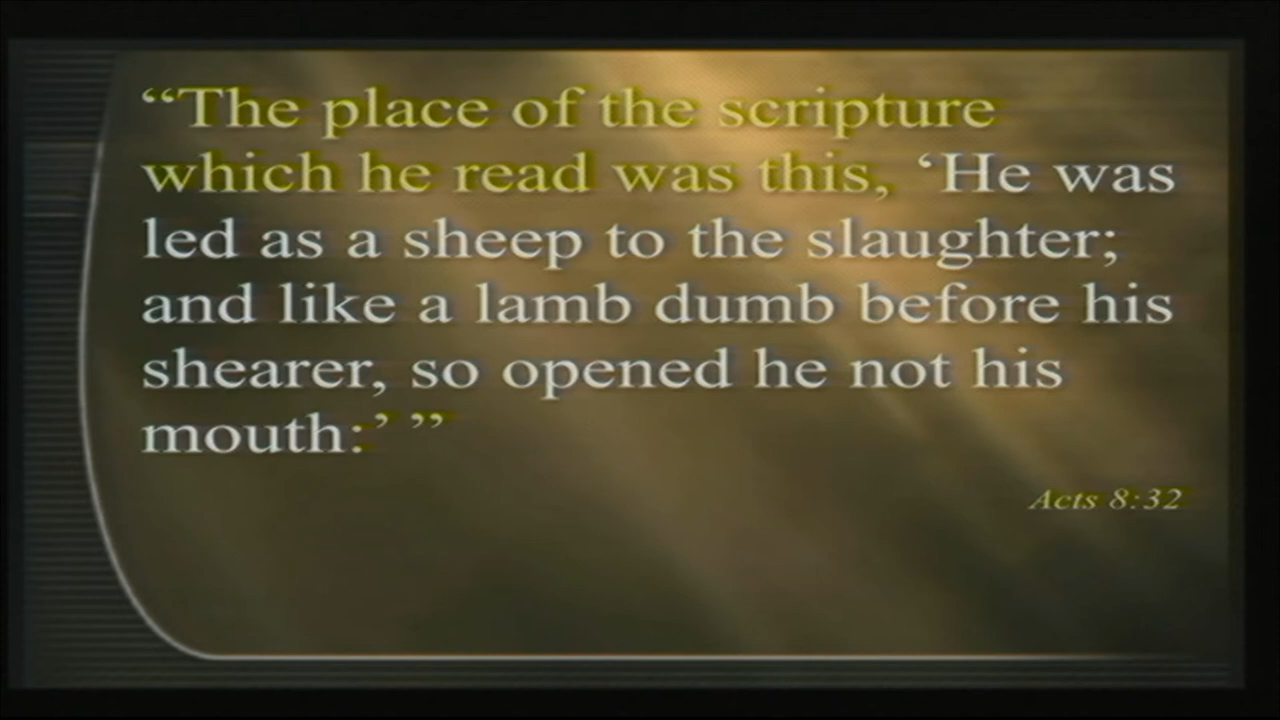 “The place of the scripture
which he read was this, ‘He was
led as a sheep to the slaughter;
and like a lamb dumb before his
shearer, so opened he not his
mouth:’ ”
Acts 8:32